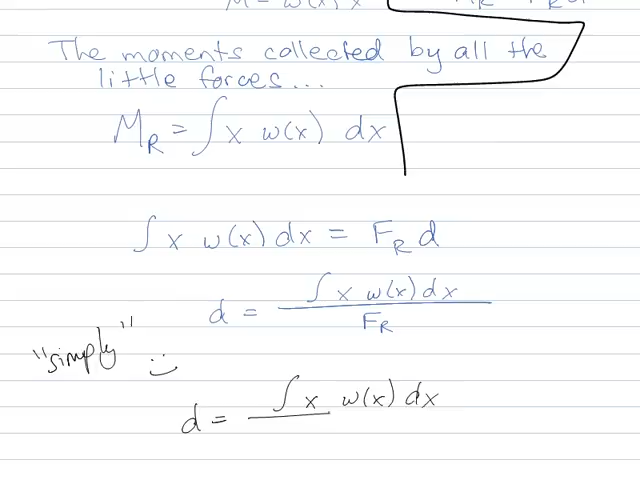 The moments collected by all the
little forces...
M_R = ∫ x w(x) dx
∫ x w(x) dx = F_R d
d = ∫ x w(x) dx / F_R
"simply" :)
d = ∫ x w(x) dx